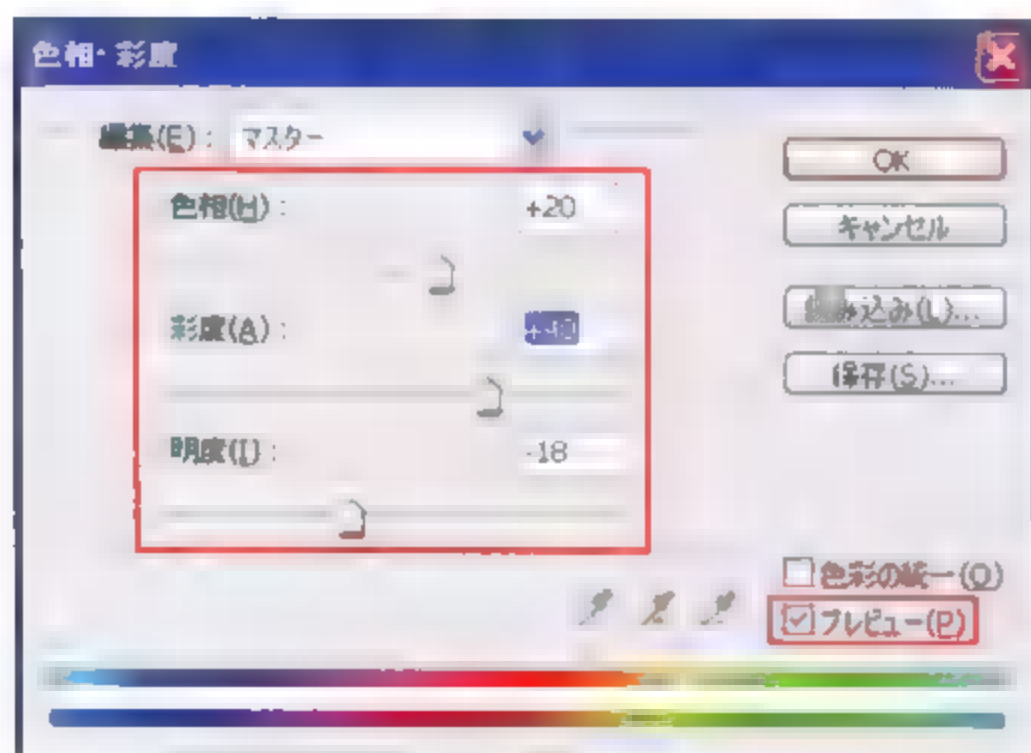 色相・彩度
編集(E): マスター
OK
色相(H): +20
キャンセル
読み込み(L)...
彩度(A): +40
保存(S)...
明度(I): -18
色彩の統一(O)
プレビュー(P)